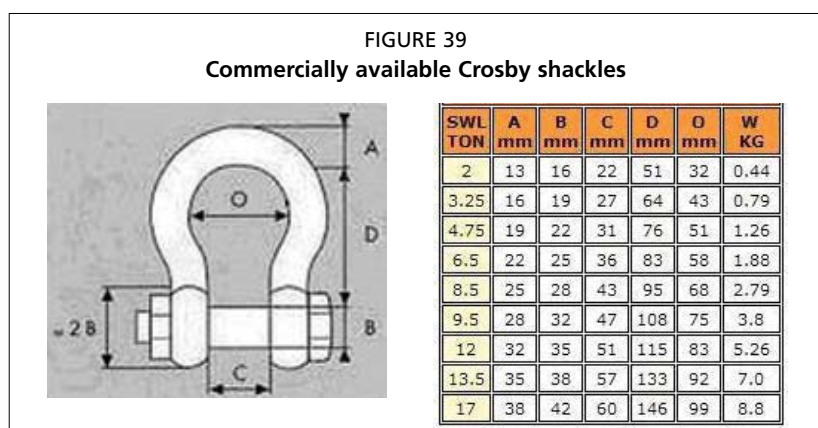 FIGURE 39
Commercially available Crosby shackles
A
O
D
≈ 2 B
B
C
SWL TON A mm B mm C mm D mm O mm W KG
2 13 16 22 51 32 0.44
3.25 16 19 27 64 43 0.79
4.75 19 22 31 76 51 1.26
6.5 22 25 36 83 58 1.88
8.5 25 28 43 95 68 2.79
9.5 28 32 47 108 75 3.8
12 32 35 51 115 83 5.26
13.5 35 38 57 133 92 7.0
17 38 42 60 146 99 8.8